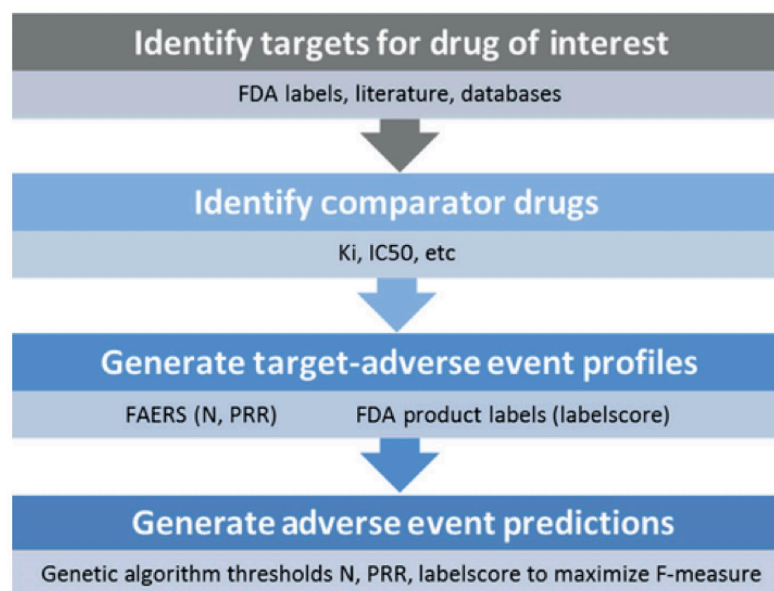 Identify targets for drug of interest
FDA labels, literature, databases
Identify comparator drugs
Ki, IC50, etc
Generate target-adverse event profiles
FAERS (N, PRR) FDA product labels (labelscore)
Generate adverse event predictions
Genetic algorithm thresholds N, PRR, labelscore to maximize F-measure